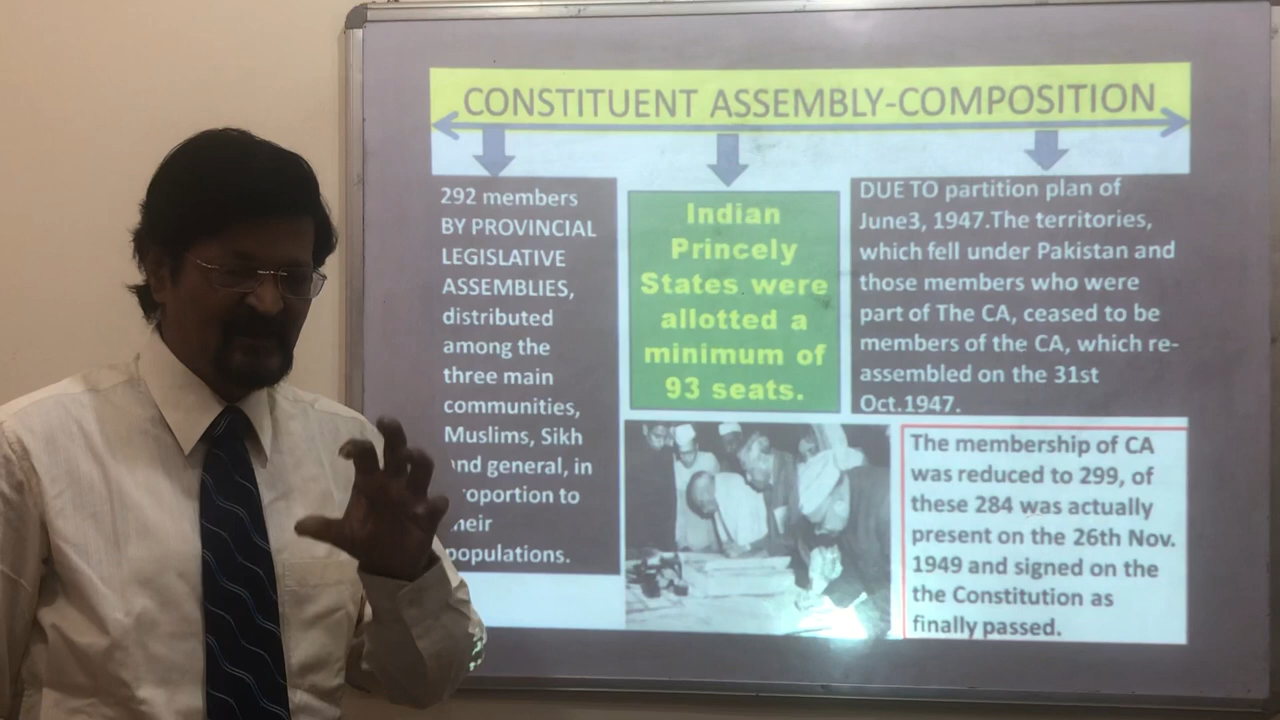 CONSTITUENT ASSEMBLY-COMPOSITION
292 members
BY PROVINCIAL
LEGISLATIVE
ASSEMBLIES,
distributed
among the
three main
communities,
Muslims, Sikh
and general, in
roportion to
heir
populations.
Indian
Princely
States were
allotted a
minimum of
93 seats.
DUE TO partition plan of
June3, 1947.The territories,
which fell under Pakistan and
those members who were
part of The CA, ceased to be
members of the CA, which re-
assembled on the 31st
Oct.1947.
The membership of CA
was reduced to 299, of
these 284 was actually
present on the 26th Nov.
1949 and signed on the
the Constitution as
finally passed.